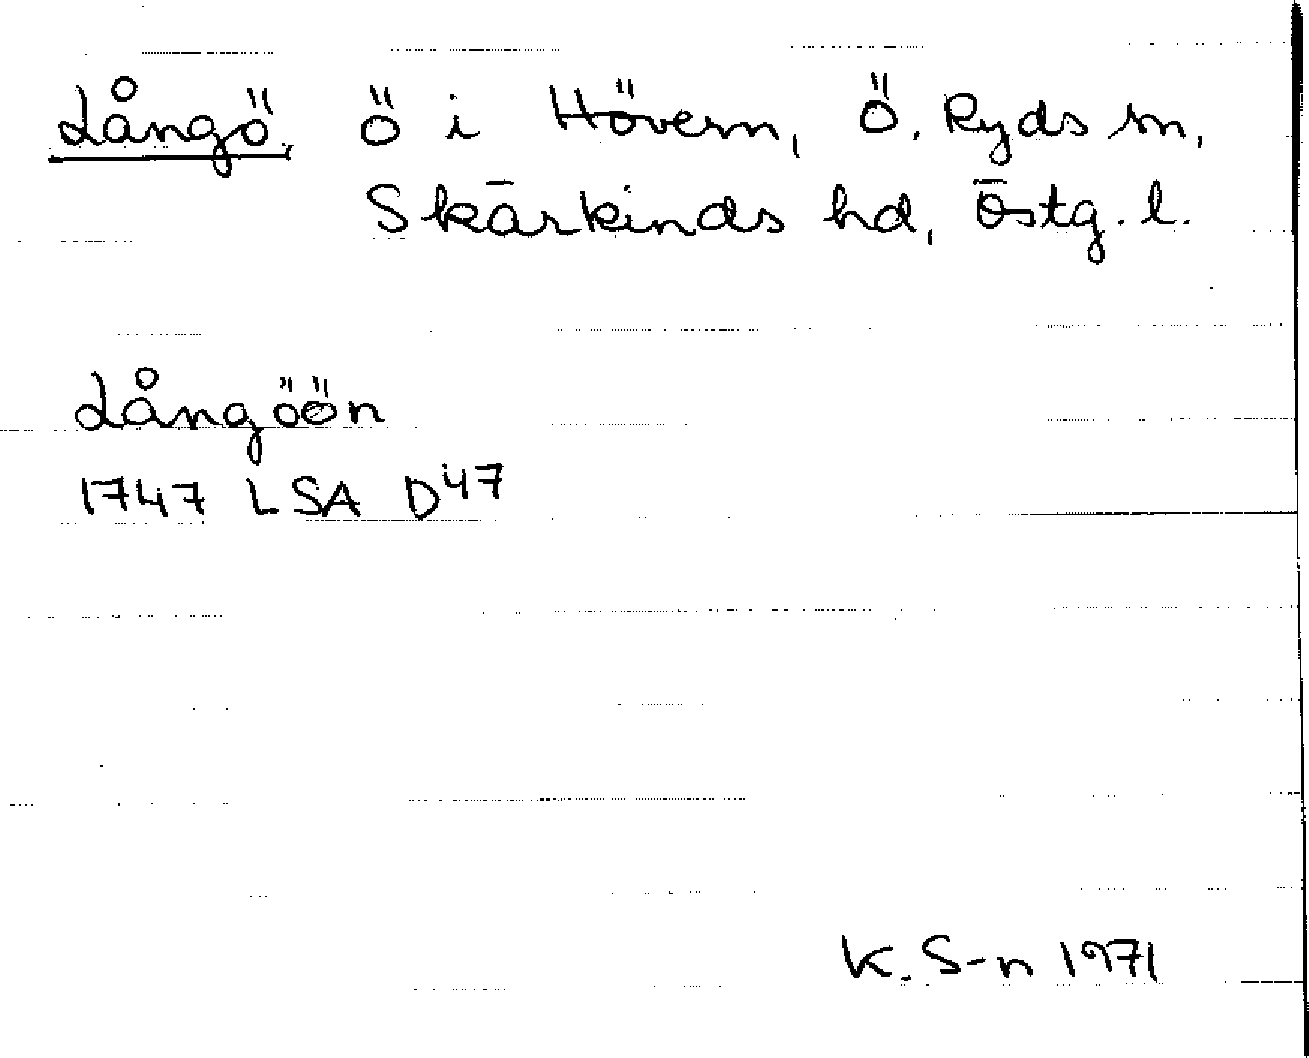 Långö, ö i Hövern, Ö. Ryds sn,
Skärkinds hd, Östg. l.
Långöön
1747 LSA D47
K. S-n 1971